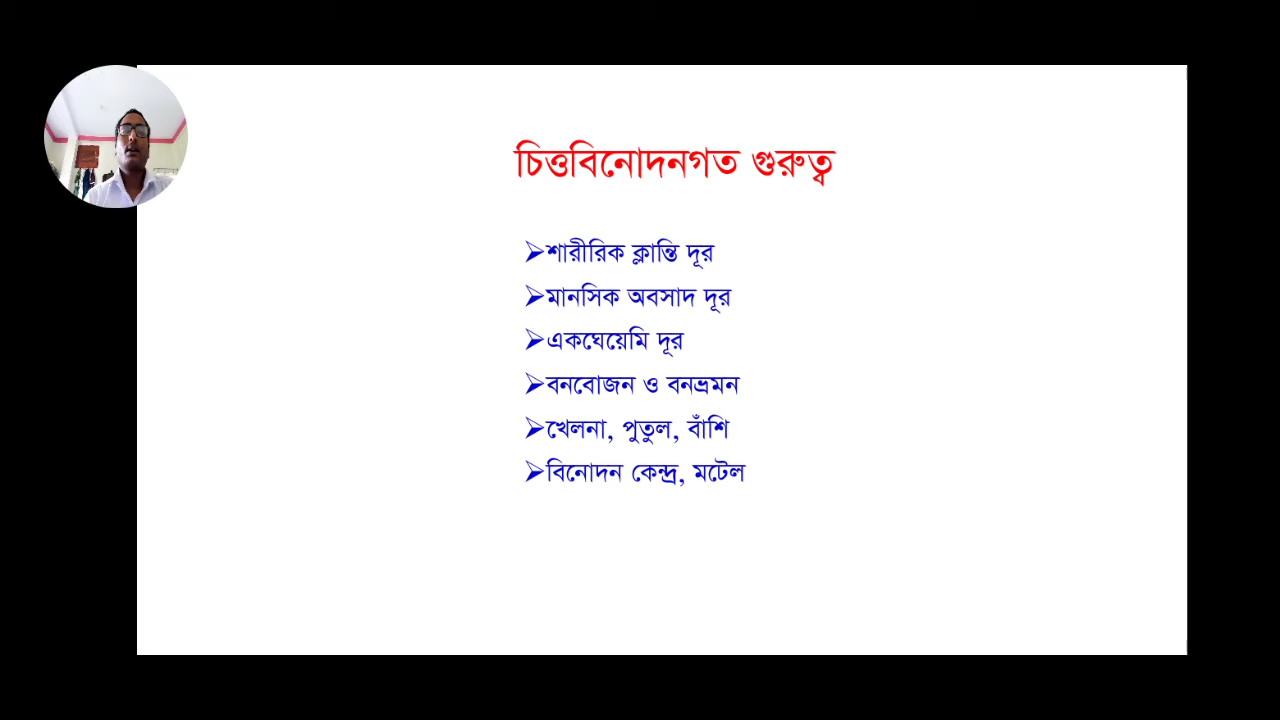 চিত্তবিনোদনগত গুরুত্ব
➢শারীরিক ক্লান্তি দূর
➢মানসিক অবসাদ দূর
➢একঘেয়েমি দূর
➢বনবোজন ও বনভ্রমন
➢খেলনা, পুতুল, বাঁশি
➢বিনোদন কেন্দ্র, মটেল